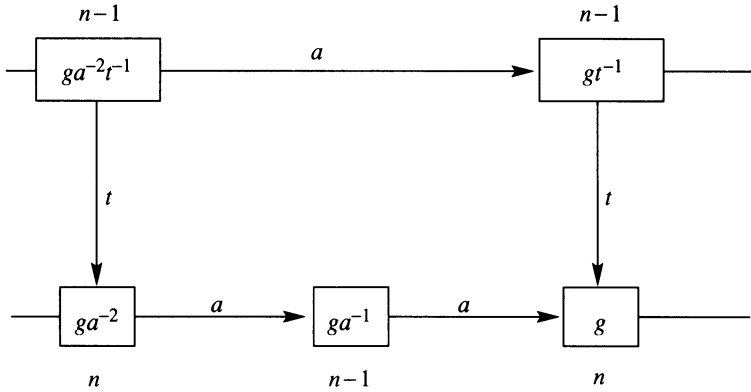 n−1 n−1
ga⁻²t⁻¹ a gt⁻¹
t t
ga⁻² a ga⁻¹ a g
n n−1 n